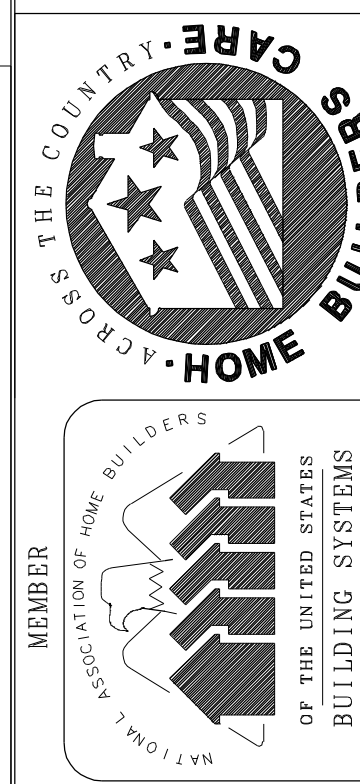 HOME BUILDERS CARE
ACROSS THE COUNTRY
MEMBER
NATIONAL ASSOCIATION OF HOME BUILDERS
OF THE UNITED STATES
BUILDING SYSTEMS